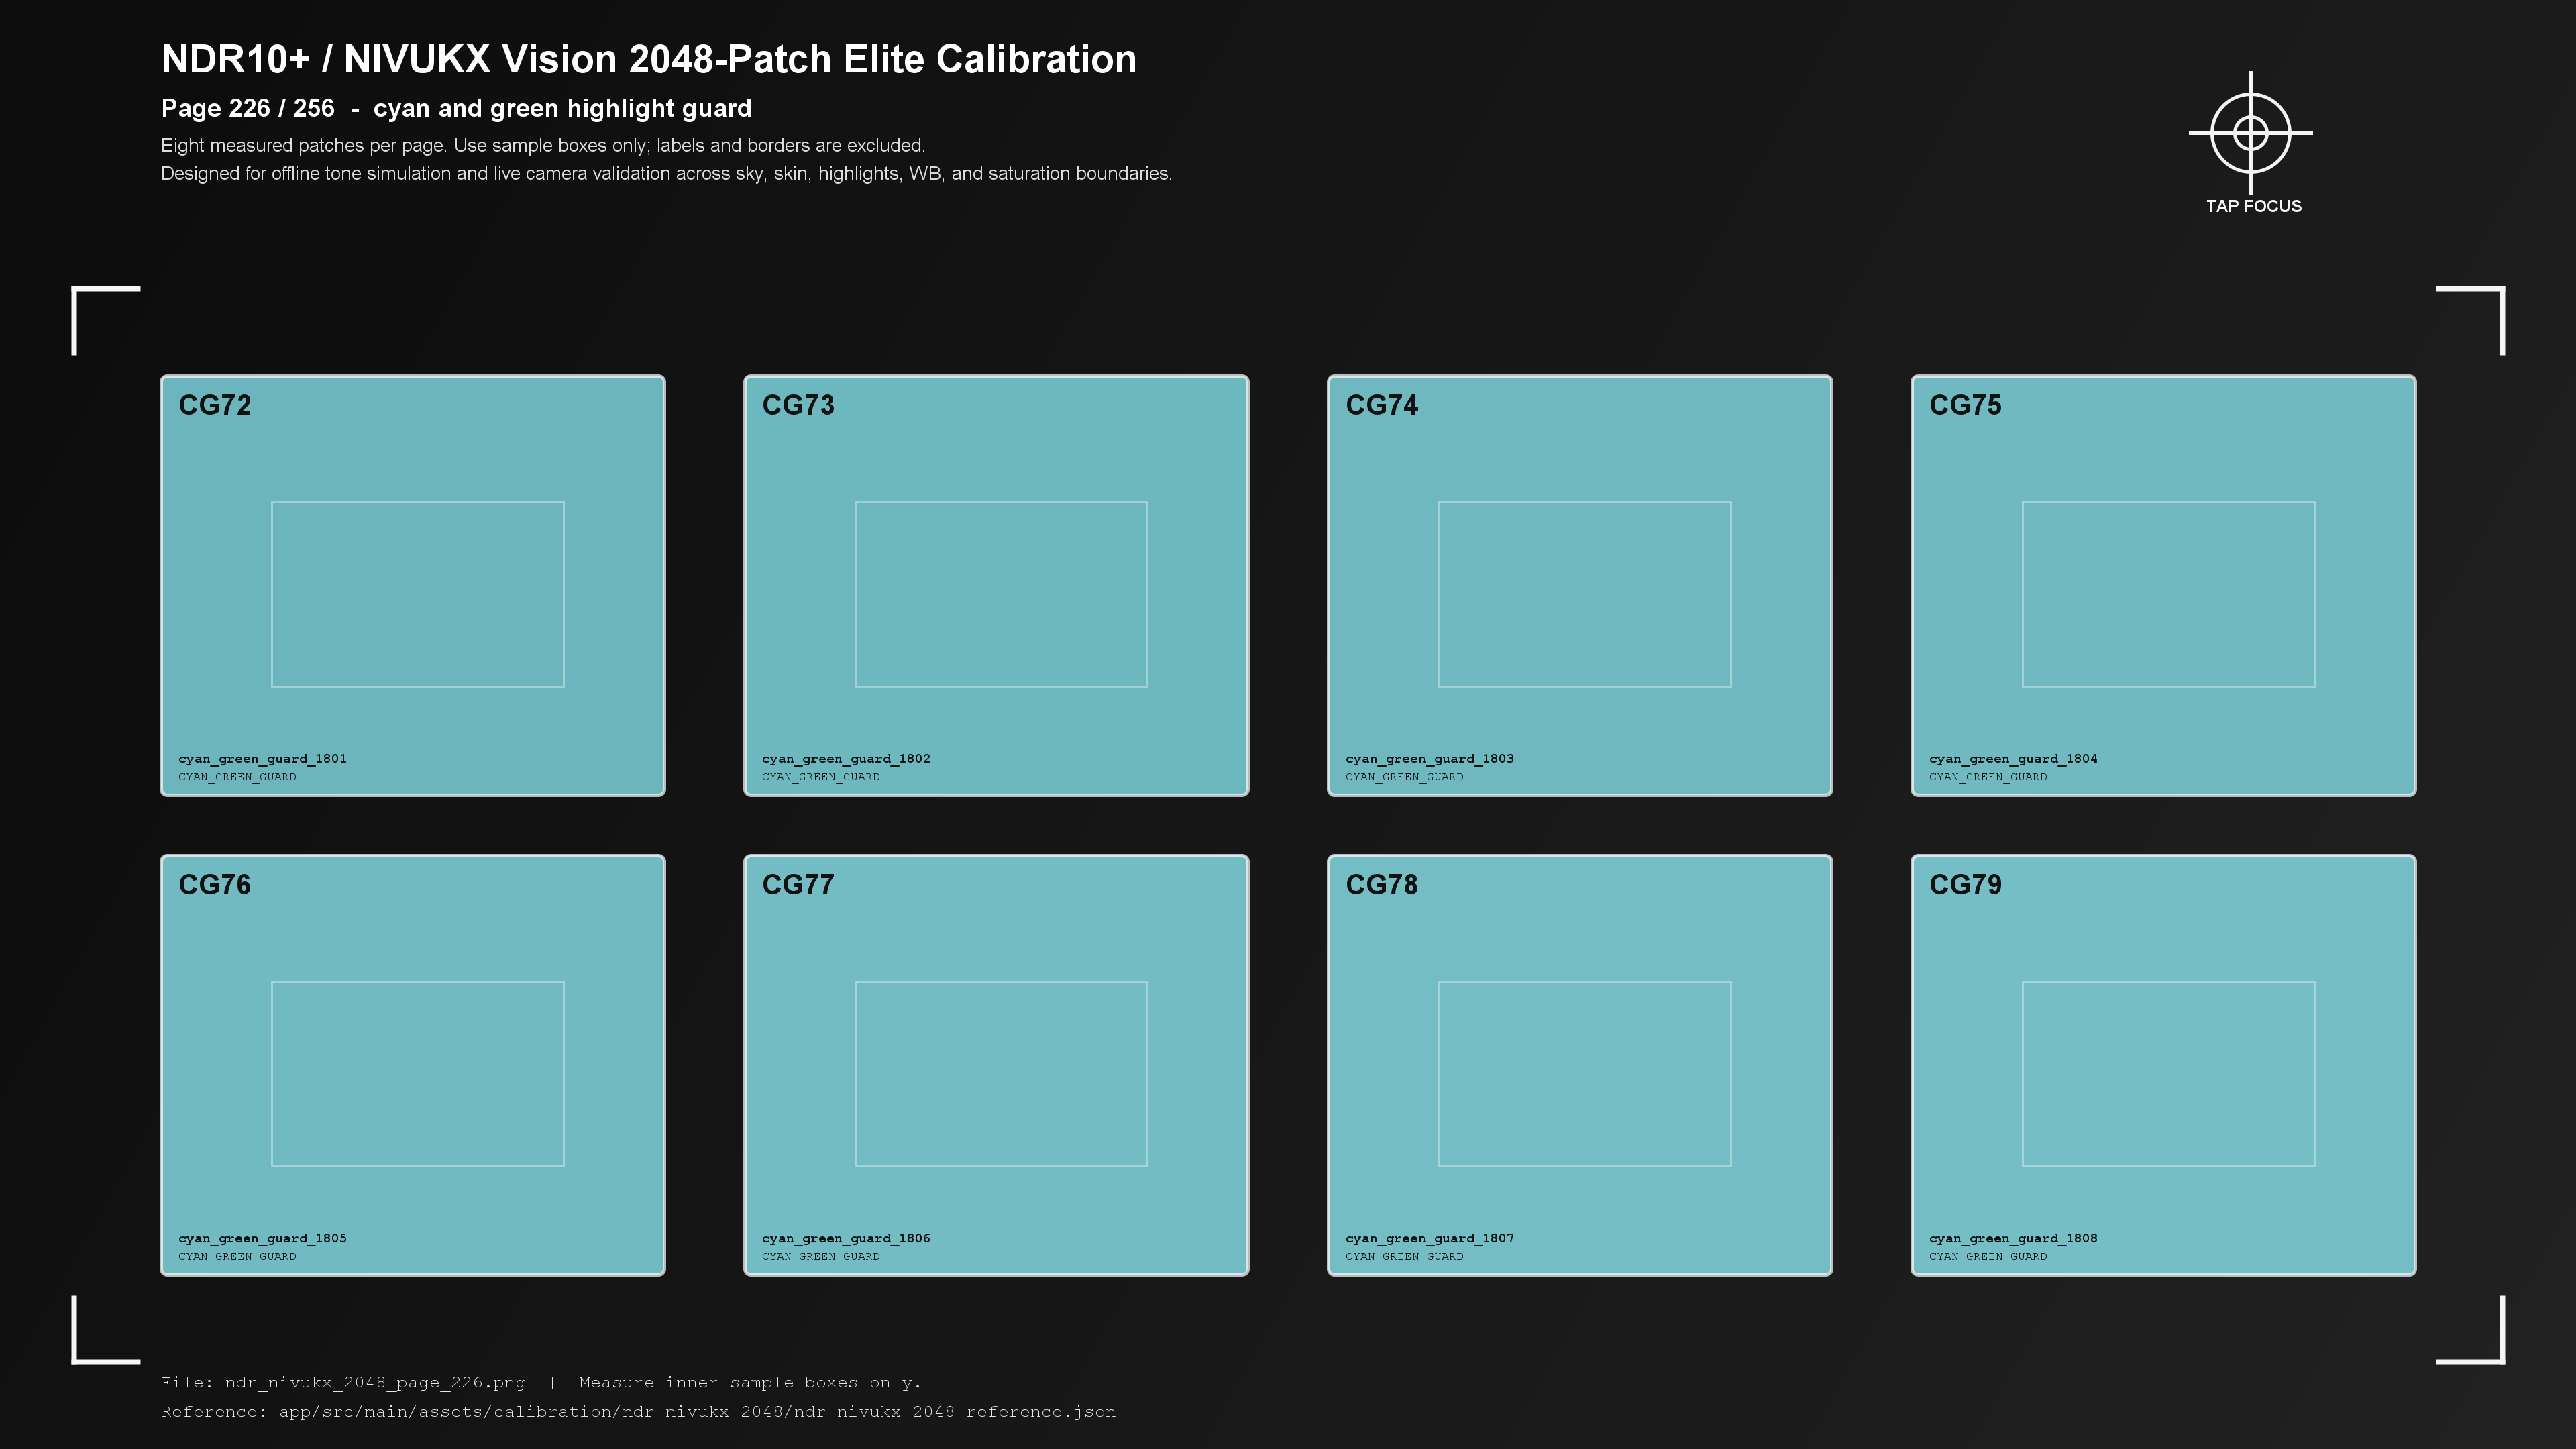 NDR10+ / NIVUKX Vision 2048-Patch Elite Calibration
Page 226 / 256 - cyan and green highlight guard
Eight measured patches per page. Use sample boxes only; labels and borders are excluded.
Designed for offline tone simulation and live camera validation across sky, skin, highlights, WB, and saturation boundaries.
TAP FOCUS
CG72
cyan_green_guard_1801
CYAN_GREEN_GUARD
CG73
cyan_green_guard_1802
CYAN_GREEN_GUARD
CG74
cyan_green_guard_1803
CYAN_GREEN_GUARD
CG75
cyan_green_guard_1804
CYAN_GREEN_GUARD
CG76
cyan_green_guard_1805
CYAN_GREEN_GUARD
CG77
cyan_green_guard_1806
CYAN_GREEN_GUARD
CG78
cyan_green_guard_1807
CYAN_GREEN_GUARD
CG79
cyan_green_guard_1808
CYAN_GREEN_GUARD
File: ndr_nivukx_2048_page_226.png | Measure inner sample boxes only.
Reference: app/src/main/assets/calibration/ndr_nivukx_2048/ndr_nivukx_2048_reference.json